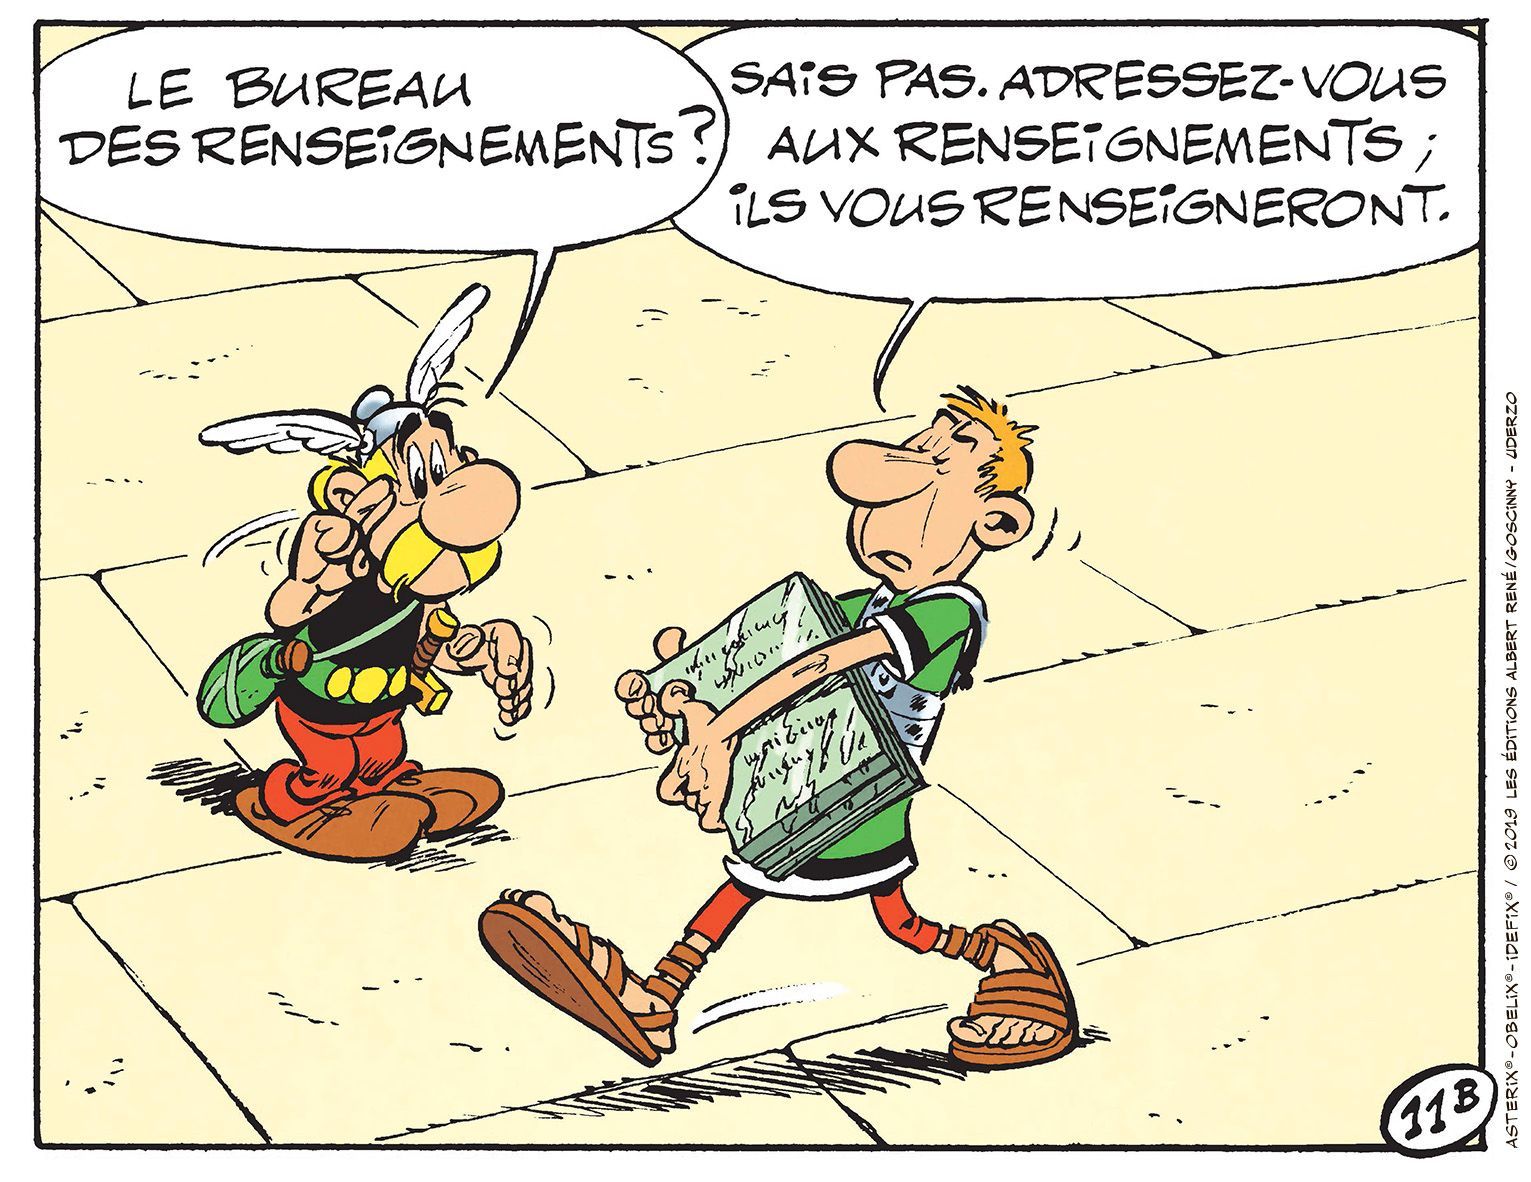 LE BUREAU
DES RENSEiGNEMENTS?
SAiS PAS. ADRESSEZ-VOUS
AUX RENSEiGNEMENTS;
iLS VOUS RENSEiGNERONT.
11B
ASTERiX®-OBELiX®-iDEFiX® / © 2019 LES ÉDiTiONS ALBERT RENÉ/GOSCiNNY - UDERZO